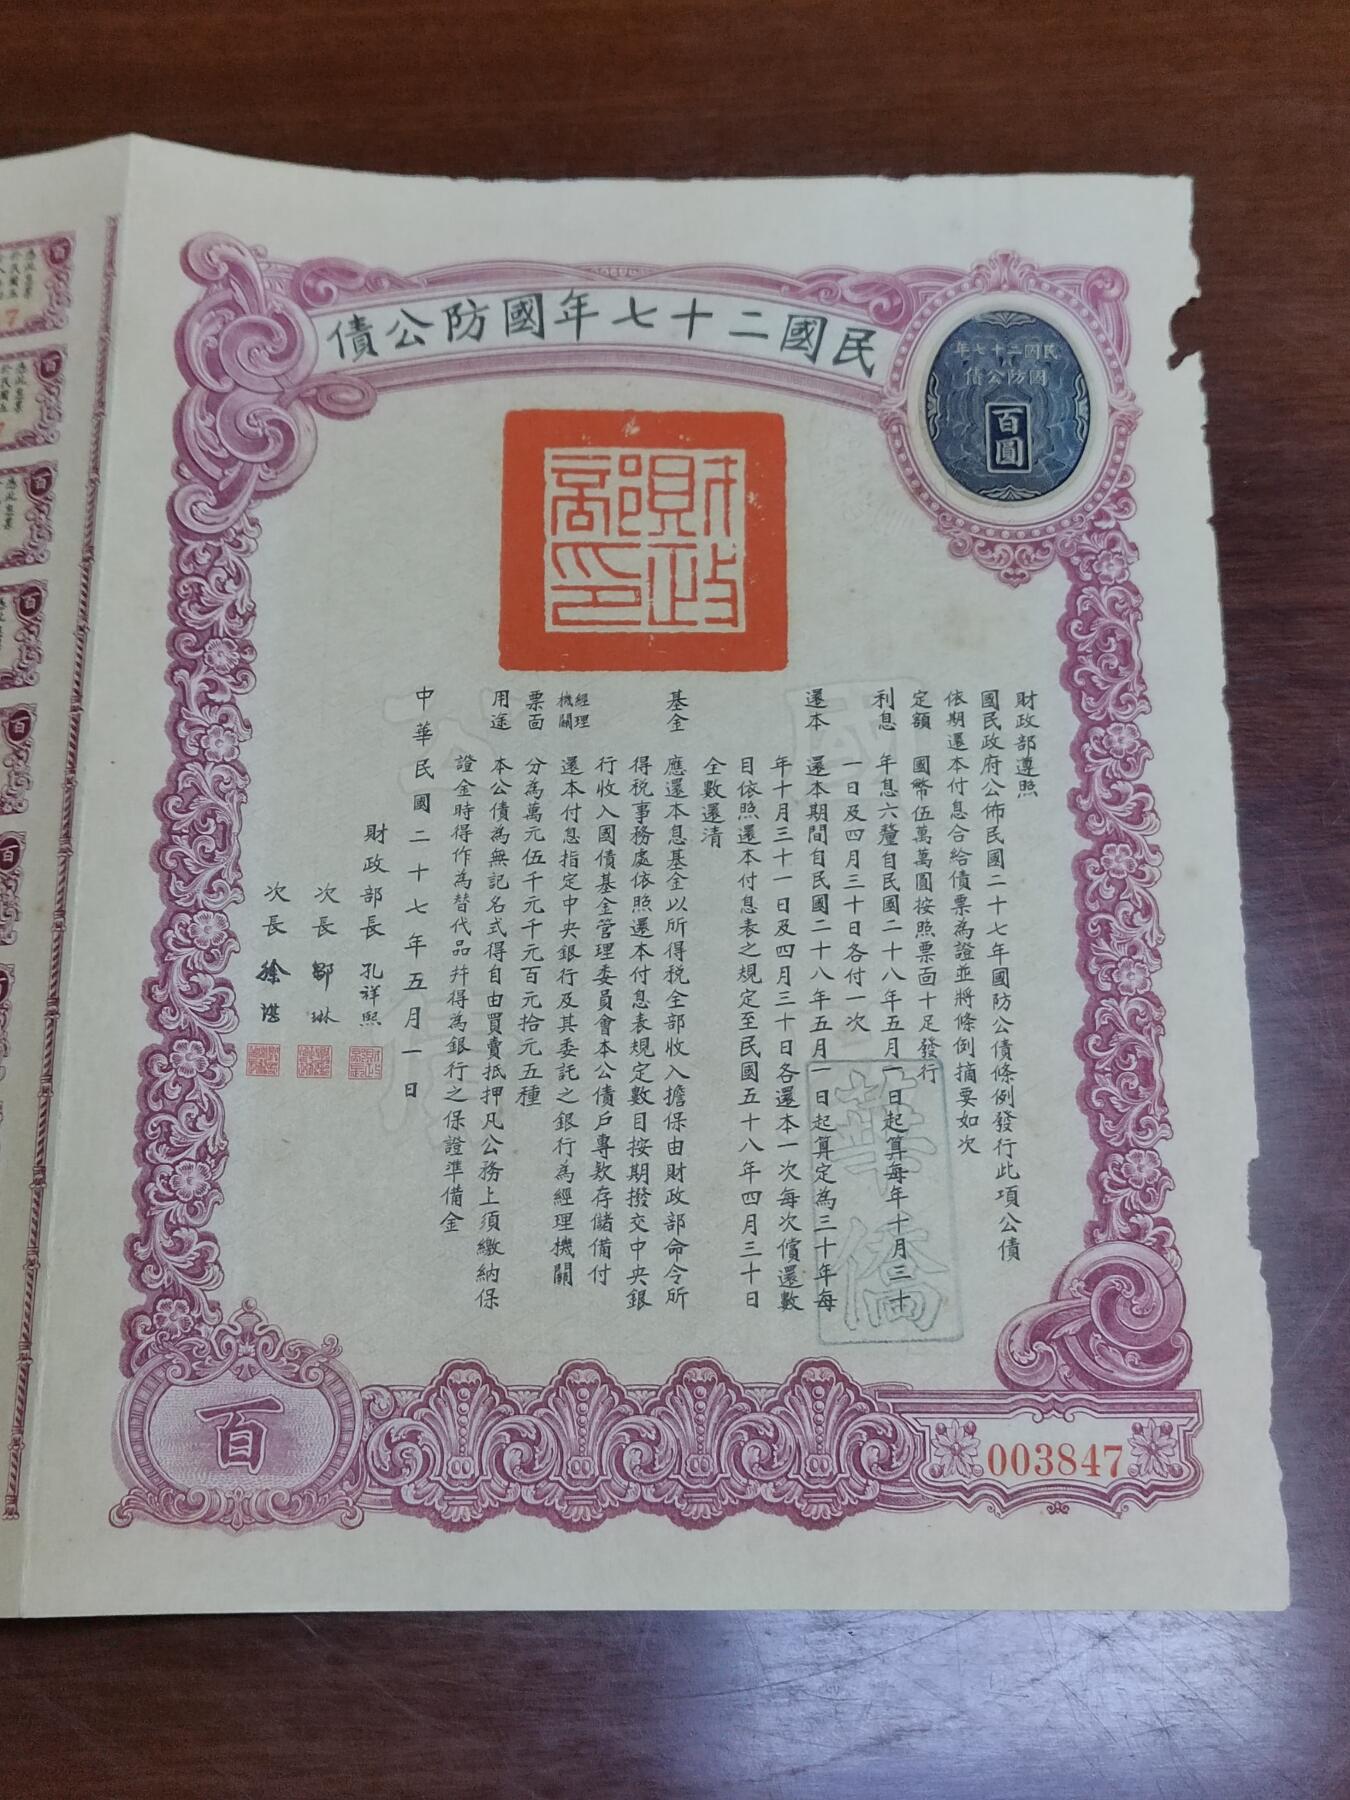 民國二十七年國防公債
民國二十七年
國防公債
百圓
財政部印
財政部遵照
國民政府公佈民國二十七年國防公債條例發行此項公債
依期還本付息合給債票為證並將條例摘要如次
定額 國幣伍萬萬圓按照票面十足發行
利息 年息六釐自民國二十八年五月一日起算每年十月三十
一日及四月三十日各付一次
還本 還本期間自民國二十八年五月一日起算定為三十年每
年十月三十一日及四月三十日各還本一次每次償還數
目依照還本付息表之規定至民國五十八年四月三十日
全數還清
基金 應還本息基金以所得稅全部收入擔保由財政部命令所
得稅事務處依照還本付息表規定數目按期撥交中央銀
行收入國債基金管理委員會本公債戶專款存儲備付
經理機關 還本付息指定中央銀行及其委託之銀行為經理機關
票面 分為萬元伍千元千元百元拾元五種
用途 本公債為無記名式得自由買賣抵押凡公務上須繳納保
證金時得作為替代品并得為銀行之保證準備金
中華民國二十七年五月一日
財政部長 孔祥熙
次長 鄒琳
次長 徐堪
華僑
百
003847